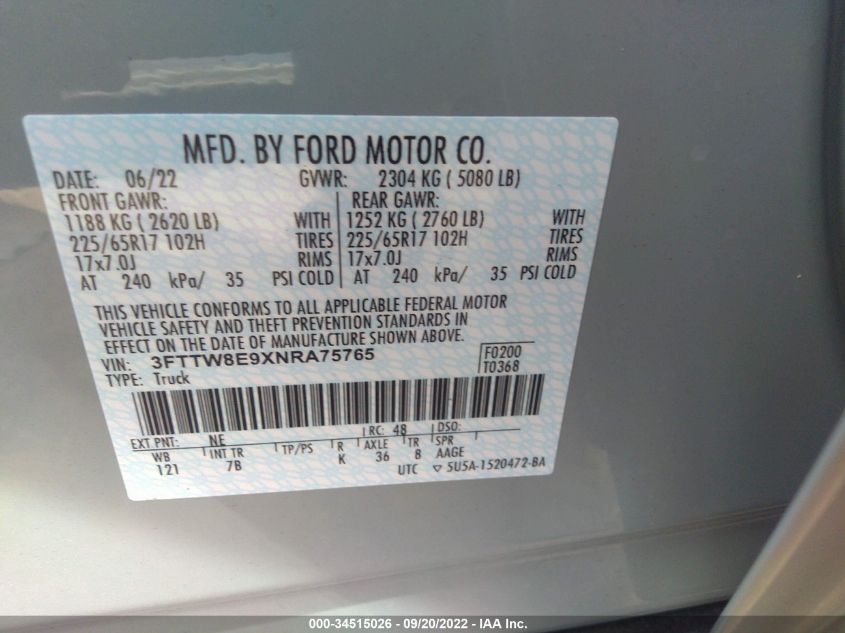 MFD. BY FORD MOTOR CO.
DATE: 06/22 GVWR: 2304 KG ( 5080 LB)
FRONT GAWR: REAR GAWR:
1188 KG ( 2620 LB) WITH 1252 KG ( 2760 LB) WITH
225/65R17 102H TIRES 225/65R17 102H TIRES
17x7.0J RIMS 17x7.0J RIMS
AT 240 kPa/ 35 PSI COLD AT 240 kPa/ 35 PSI COLD
THIS VEHICLE CONFORMS TO ALL APPLICABLE FEDERAL MOTOR
VEHICLE SAFETY AND THEFT PREVENTION STANDARDS IN
EFFECT ON THE DATE OF MANUFACTURE SHOWN ABOVE.
VIN: 3FTTW8E9XNRA75765 F0200
TYPE: Truck T0368
EXT PNT: NE RC: 48 DSO:
WB INT TR TP/PS R AXLE TR SPR
121 7B K 36 8 AAGE
UTC ▽ 5U5A-1520472-BA
000-34515026 - 09/20/2022 - IAA Inc.